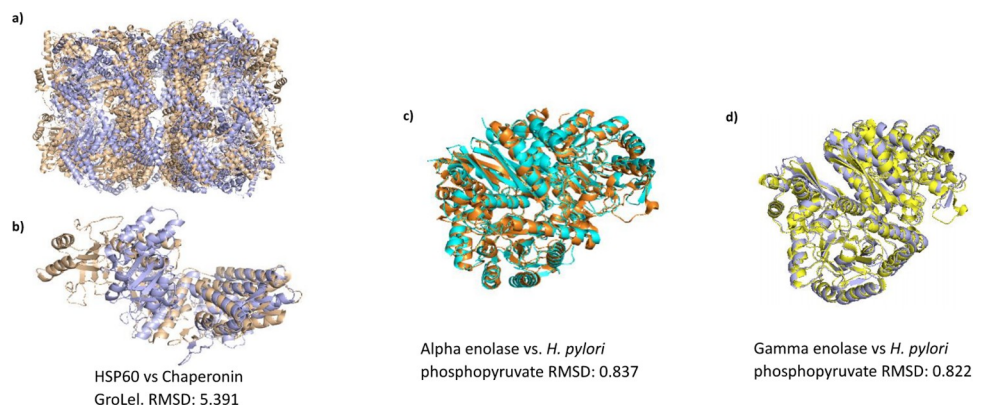 a)
b)
HSP60 vs Chaperonin
GroLel. RMSD: 5.391
c)
Alpha enolase vs. H. pylori
phosphopyruvate RMSD: 0.837
d)
Gamma enolase vs H. pylori
phosphopyruvate RMSD: 0.822